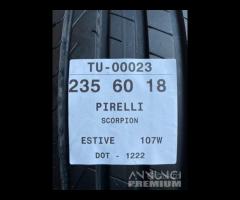 TU-00023
235 60 18
PIRELLI
SCORPION
ESTIVE 107W
DOT - 1222
ANNUNCI
PREMIUM